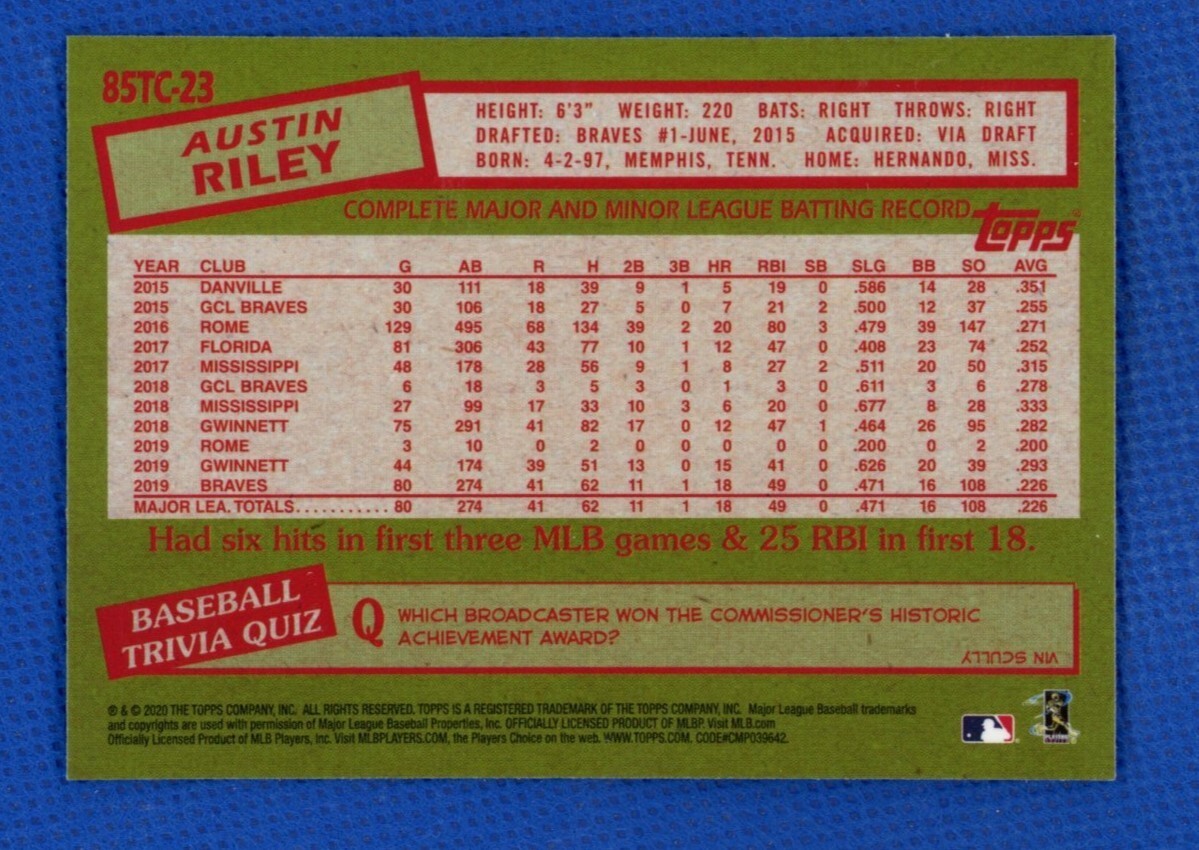 85TC-23
AUSTIN
RILEY
HEIGHT: 6'3" WEIGHT: 220 BATS: RIGHT THROWS: RIGHT
DRAFTED: BRAVES #1-JUNE, 2015 ACQUIRED: VIA DRAFT
BORN: 4-2-97, MEMPHIS, TENN. HOME: HERNANDO, MISS.
COMPLETE MAJOR AND MINOR LEAGUE BATTING RECORD
Topps
YEAR CLUB G AB R H 2B 3B HR RBI SB SLG BB SO AVG
2015 DANVILLE 30 111 18 39 9 1 5 19 0 .586 14 28 .351
2015 GCL BRAVES 30 106 18 27 5 0 7 21 2 .500 12 37 .255
2016 ROME 129 495 68 134 39 2 20 80 3 .479 39 147 .271
2017 FLORIDA 81 306 43 77 10 1 12 47 0 .408 23 74 .252
2017 MISSISSIPPI 48 178 28 56 9 1 8 27 2 .511 20 50 .315
2018 GCL BRAVES 6 18 3 5 3 0 1 3 0 .611 3 6 .278
2018 MISSISSIPPI 27 99 17 33 10 3 6 20 0 .677 8 28 .333
2018 GWINNETT 75 291 41 82 17 0 12 47 1 .464 26 95 .282
2019 ROME 3 10 0 2 0 0 0 0 0 .200 0 2 .200
2019 GWINNETT 44 174 39 51 13 0 15 41 0 .626 20 39 .293
2019 BRAVES 80 274 41 62 11 1 18 49 0 .471 16 108 .226
MAJOR LEA. TOTALS........... 80 274 41 62 11 1 18 49 0 .471 16 108 .226
Had six hits in first three MLB games & 25 RBI in first 18.
BASEBALL
TRIVIA QUIZ
Q WHICH BROADCASTER WON THE COMMISSIONER'S HISTORIC
ACHIEVEMENT AWARD?
VIN SCULLY
® & © 2020 THE TOPPS COMPANY, INC. ALL RIGHTS RESERVED. TOPPS IS A REGISTERED TRADEMARK OF THE TOPPS COMPANY, INC. Major League Baseball trademarks
and copyrights are used with permission of Major League Baseball Properties, Inc. OFFICIALLY LICENSED PRODUCT OF MLBP. Visit MLB.com
Officially Licensed Product of MLB Players, Inc. Visit MLBPLAYERS.COM, the Players Choice on the web. WWW.TOPPS.COM. CODE#CMP039642.